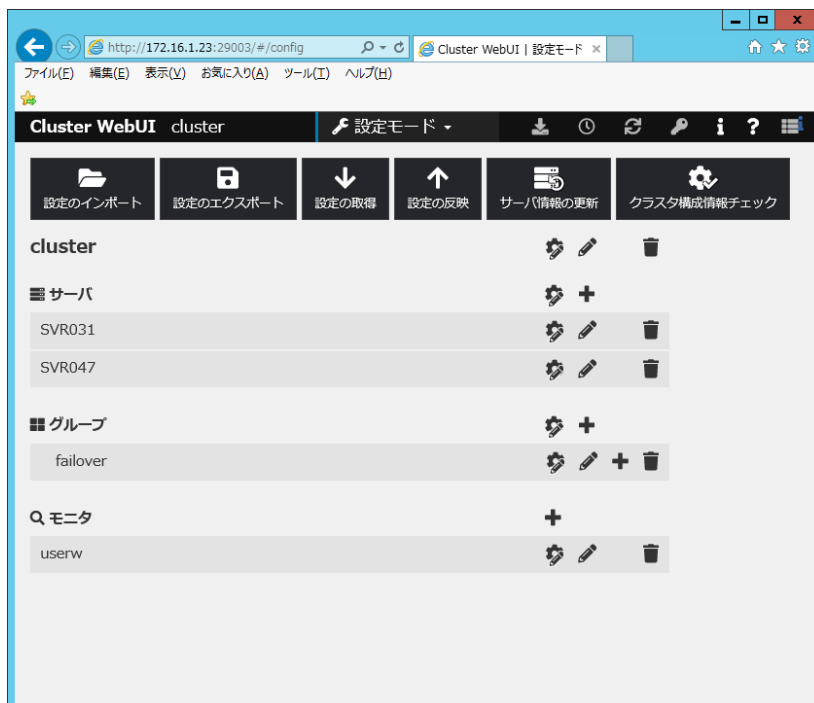 http://172.16.1.23:29003/#/config
Cluster WebUI | 設定モード ×
ファイル(F) 編集(E) 表示(V) お気に入り(A) ツール(T) ヘルプ(H)
Cluster WebUI cluster 設定モード
設定のインポート 設定のエクスポート 設定の取得 設定の反映 サーバ情報の更新 クラスタ構成情報チェック
cluster
サーバ
SVR031
SVR047
グループ
failover
モニタ
userw